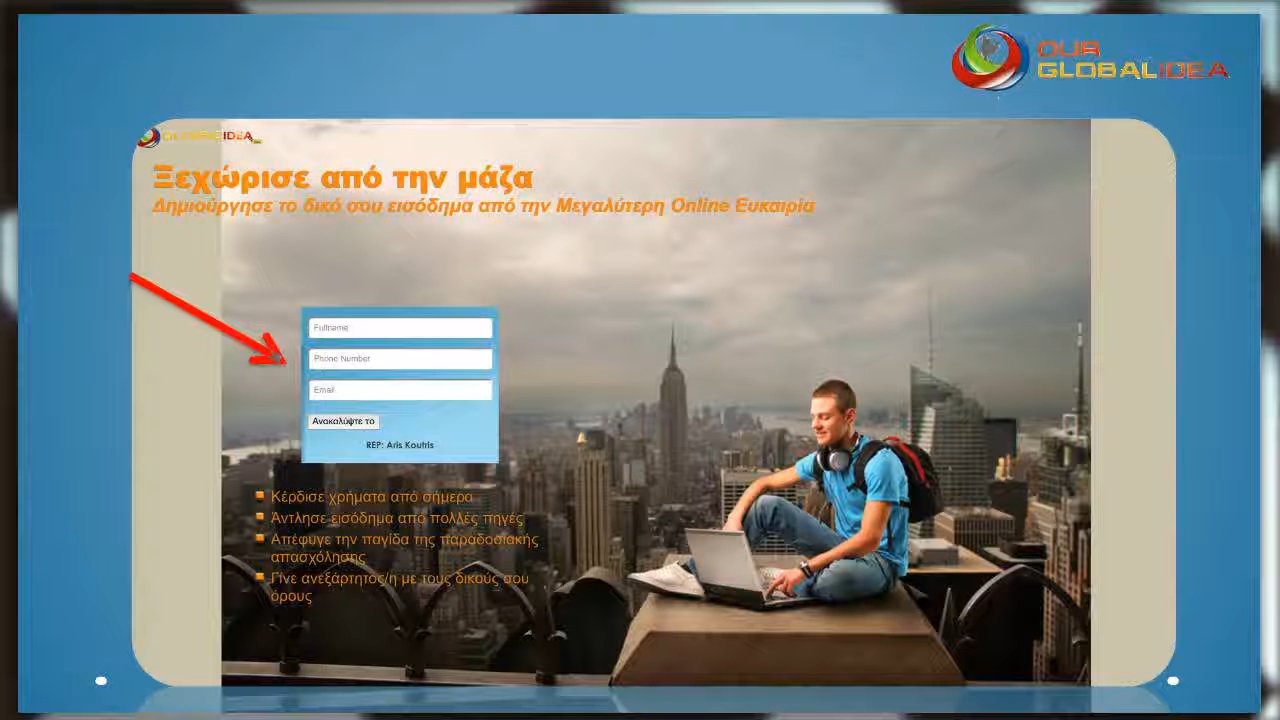 OUR
GLOBALIDEA
Ξεχώρισε από την μάζα
Δημιούργησε το δικό σου εισόδημα από την Μεγαλύτερη Online Ευκαιρία
Fullname
Phone Number
Email
Ανακαλύψτε το
REP: Aris Koutris
Κέρδισε χρήματα από σήμερα
Άντλησε εισόδημα από πολλές πηγές
Απέφυγε την παγίδα της παραδοσιακής
απασχόλησης
Γίνε ανεξάρτητος/η με τους δικούς σου
όρους